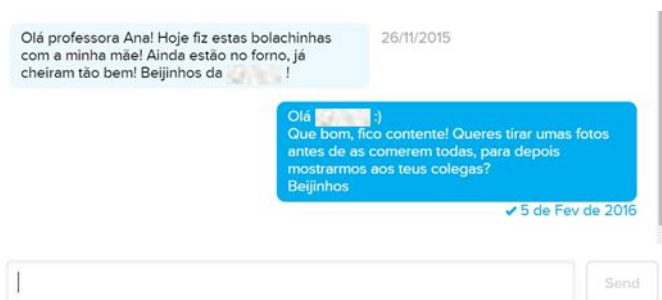 Olá professora Ana! Hoje fiz estas bolachinhas
com a minha mãe! Ainda estão no forno, já
cheiram tão bem! Beijinhos da !
26/11/2015
Olá :)
Que bom, fico contente! Queres tirar umas fotos
antes de as comerem todas, para depois
mostrarmos aos teus colegas?
Beijinhos
✔ 5 de Fev de 2016
Send